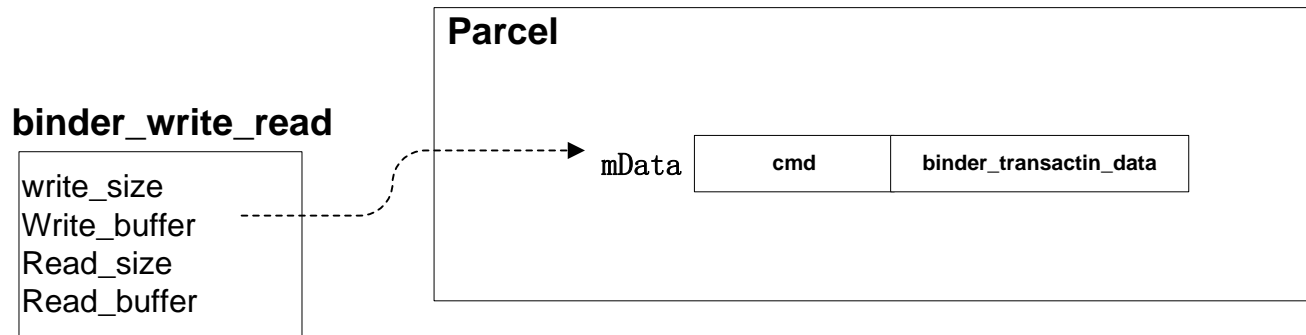 Parcel
binder_write_read
mData cmd binder_transactin_data
write_size
Write_buffer
Read_size
Read_buffer